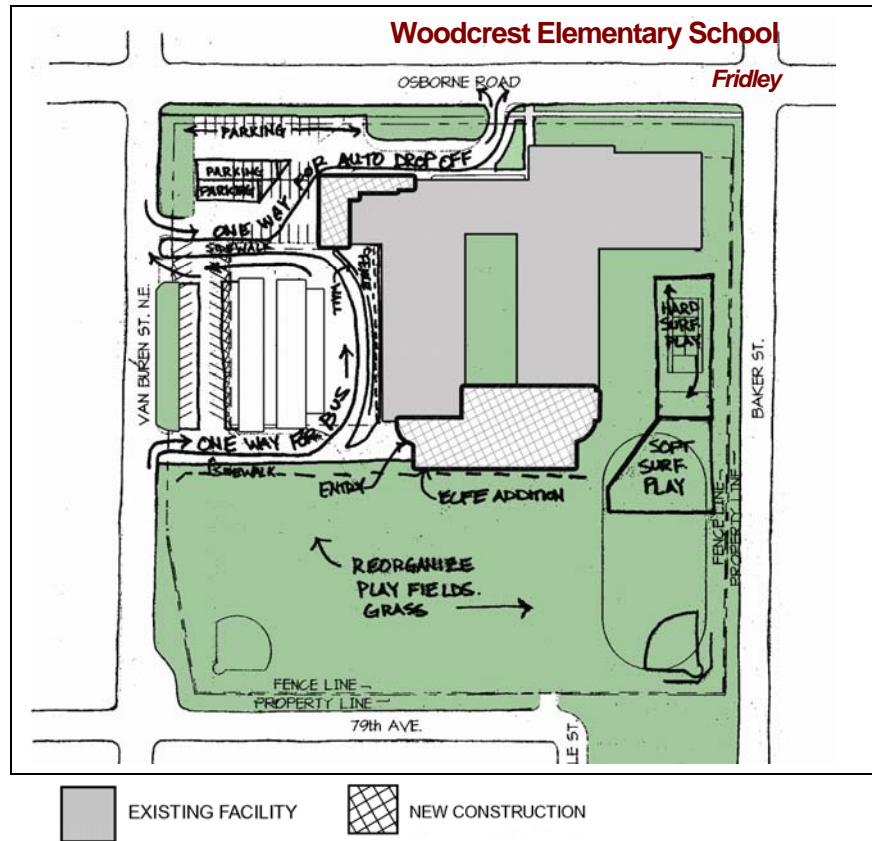 Woodcrest Elementary School
Fridley
OSBORNE ROAD
PARKING
PARKING
PARKING
ONE WAY FOR AUTO DROP OFF
SIDEWALK
VAN BUREN ST. N.E.
HARD
SURF.
PLAY
BAKER ST.
ONE WAY FOR BUS
SIDEWALK
SOFT
SURF.
PLAY
ENTRY
ECFE ADDITION
FENCE LINE
PROPERTY LINE
REORGANIZE
PLAY FIELDS.
GRASS
FENCE LINE
PROPERTY LINE
79th AVE.
LE ST.
EXISTING FACILITY
NEW CONSTRUCTION